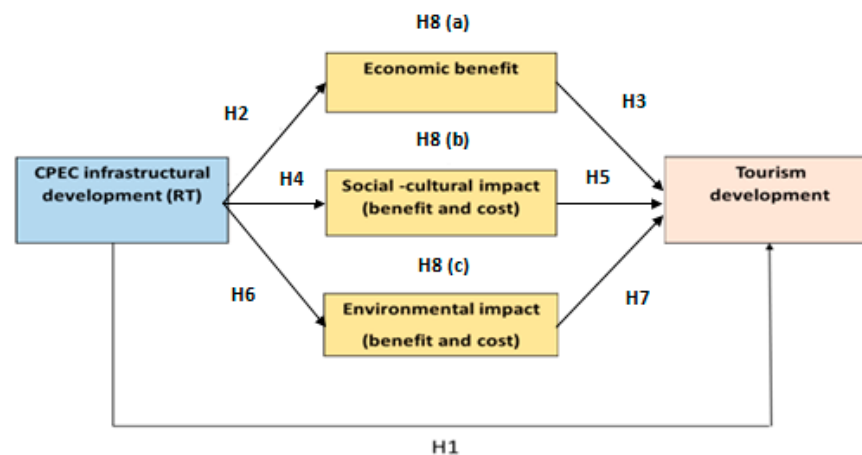 H8 (a)
Economic benefit
H2
H3
H8 (b)
CPEC infrastructural
development (RT)
H4
Social -cultural impact
(benefit and cost)
H5
Tourism
development
H8 (c)
H6
Environmental impact
(benefit and cost)
H7
H1